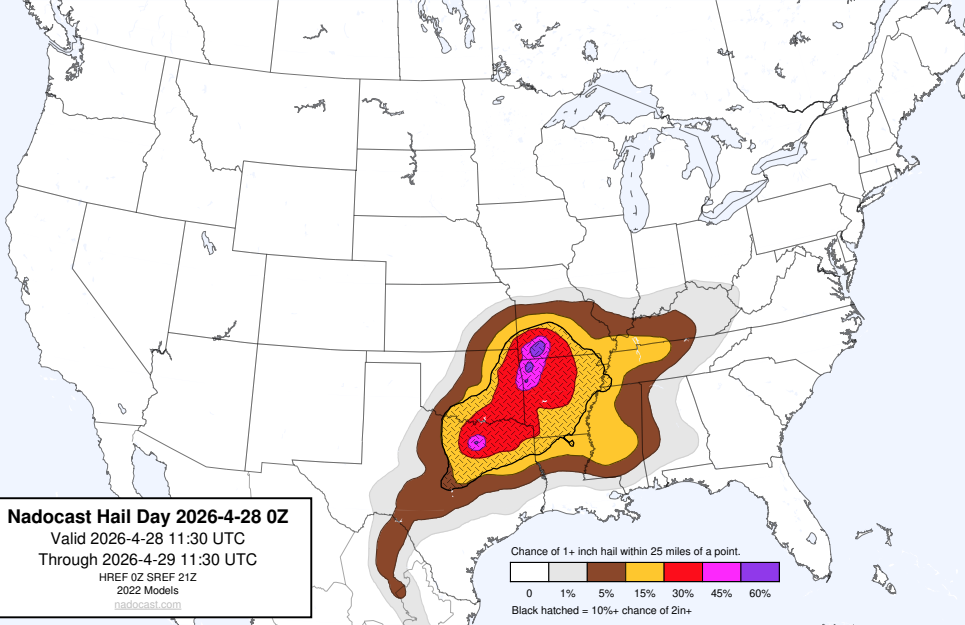 Nadocast Hail Day 2026-4-28 0Z
Valid 2026-4-28 11:30 UTC
Through 2026-4-29 11:30 UTC
HREF 0Z SREF 21Z
2022 Models
nadocast.com
Chance of 1+ inch hail within 25 miles of a point.
0 1% 5% 15% 30% 45% 60%
Black hatched = 10%+ chance of 2in+